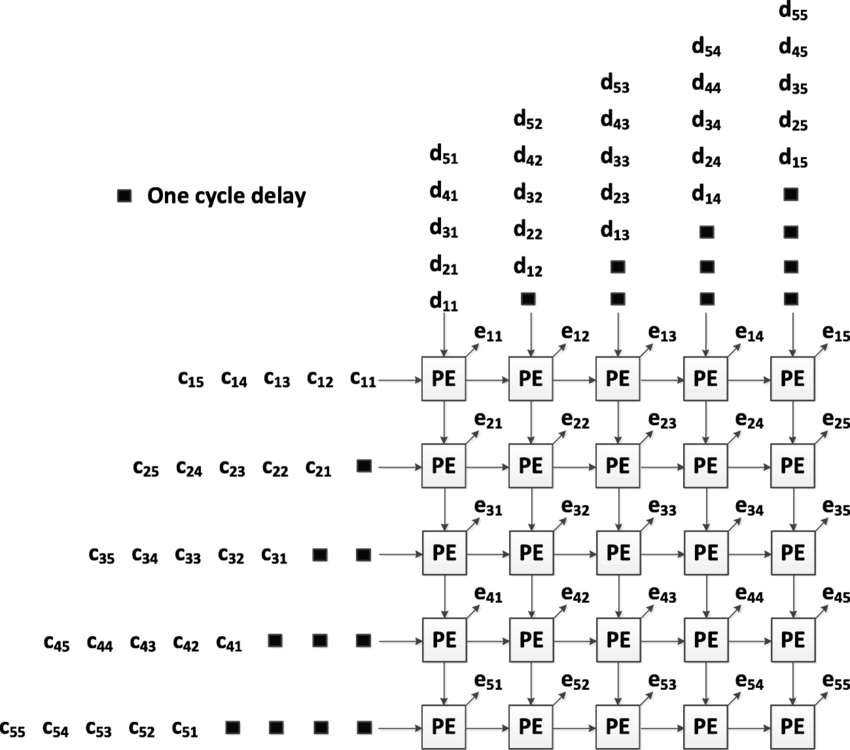 d₅₅
d₅₄ d₄₅
d₅₃ d₄₄ d₃₅
d₅₂ d₄₃ d₃₄ d₂₅
d₅₁ d₄₂ d₃₃ d₂₄ d₁₅
■ One cycle delay d₄₁ d₃₂ d₂₃ d₁₄
d₃₁ d₂₂ d₁₃
d₂₁ d₁₂
d₁₁
e₁₁ e₁₂ e₁₃ e₁₄ e₁₅
c₁₅ c₁₄ c₁₃ c₁₂ c₁₁ PE PE PE PE PE
e₂₁ e₂₂ e₂₃ e₂₄ e₂₅
c₂₅ c₂₄ c₂₃ c₂₂ c₂₁ PE PE PE PE PE
e₃₁ e₃₂ e₃₃ e₃₄ e₃₅
c₃₅ c₃₄ c₃₃ c₃₂ c₃₁ PE PE PE PE PE
e₄₁ e₄₂ e₄₃ e₄₄ e₄₅
c₄₅ c₄₄ c₄₃ c₄₂ c₄₁ PE PE PE PE PE
e₅₁ e₅₂ e₅₃ e₅₄ e₅₅
c₅₅ c₅₄ c₅₃ c₅₂ c₅₁ PE PE PE PE PE